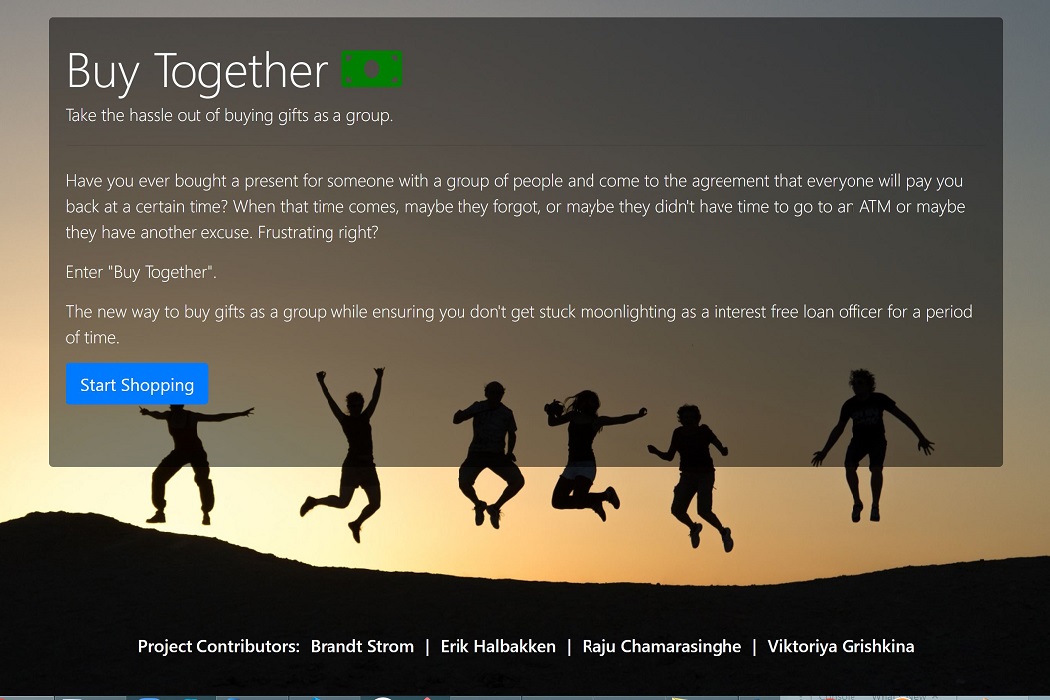 Buy Together
Take the hassle out of buying gifts as a group.
Have you ever bought a present for someone with a group of people and come to the agreement that everyone will pay you
back at a certain time? When that time comes, maybe they forgot, or maybe they didn't have time to go to an ATM or maybe
they have another excuse. Frustrating right?
Enter "Buy Together".
The new way to buy gifts as a group while ensuring you don't get stuck moonlighting as a interest free loan officer for a period
of time.
Start Shopping
Project Contributors: Brandt Strom | Erik Halbakken | Raju Chamarasinghe | Viktoriya Grishkina